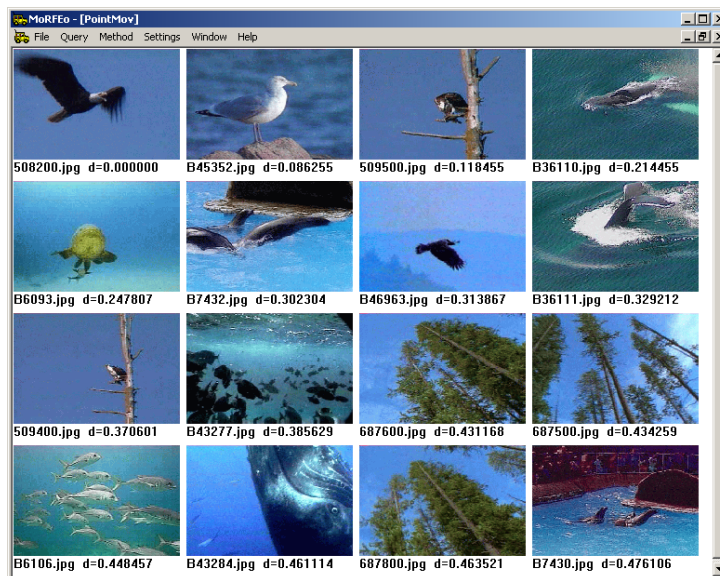 MoRFEo - [PointMov]
File Query Method Settings Window Help
508200.jpg d=0.000000
B45352.jpg d=0.086255
509500.jpg d=0.118455
B36110.jpg d=0.214455
B6093.jpg d=0.247807
B7432.jpg d=0.302304
B46963.jpg d=0.313867
B36111.jpg d=0.329212
509400.jpg d=0.370601
B43277.jpg d=0.385629
687600.jpg d=0.431168
687500.jpg d=0.434259
B6106.jpg d=0.448457
B43284.jpg d=0.461114
687800.jpg d=0.463521
B7430.jpg d=0.476106